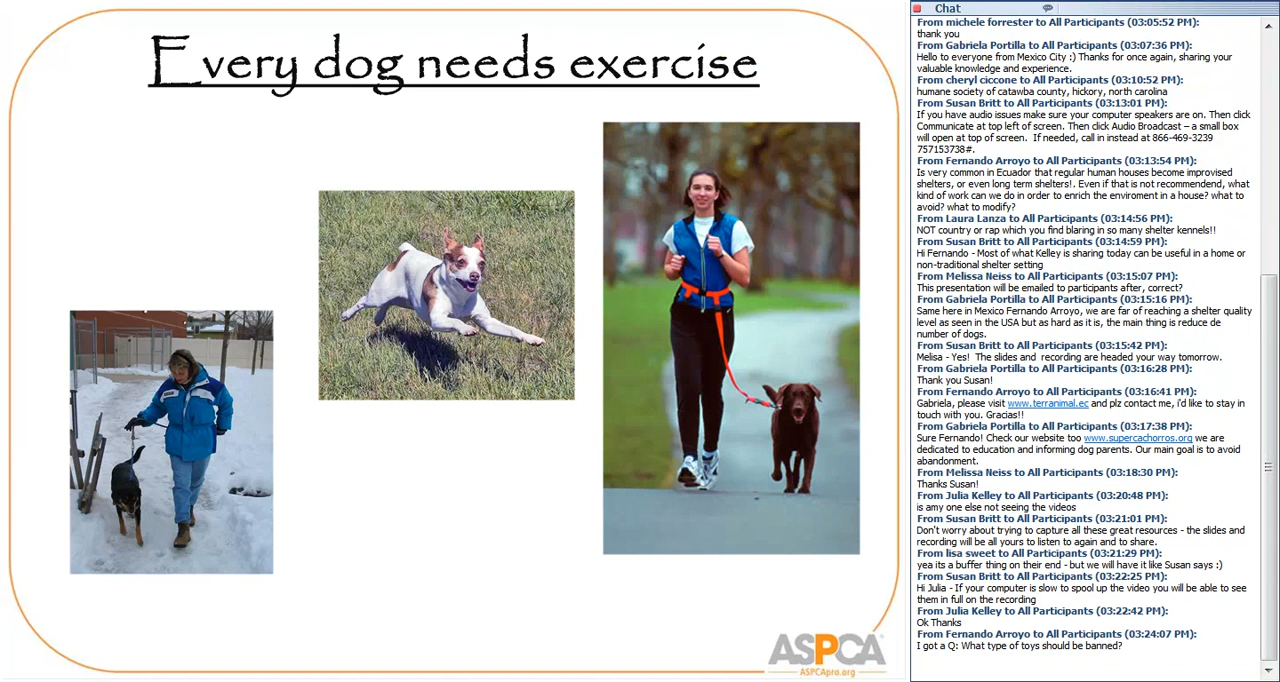 Every dog needs exercise
ASPCA
ASPCApro.org
Chat
From michele forrester to All Participants (03:05:52 PM):
thank you
From Gabriela Portilla to All Participants (03:07:36 PM):
Hello to everyone from Mexico City :) Thanks for once again, sharing your
valuable knowledge and experience.
From cheryl ciccone to All Participants (03:10:52 PM):
humane society of catawba county, hickory, north carolina
From Susan Britt to All Participants (03:13:01 PM):
If you have audio issues make sure your computer speakers are on. Then click
Communicate at top left of screen. Then click Audio Broadcast – a small box
will open at top of screen.  If needed, call in instead at 866-469-3239
757153738#.
From Fernando Arroyo to All Participants (03:13:54 PM):
Is very common in Ecuador that regular human houses become improvised
shelters, or even long term shelters!. Even if that is not recommendend, what
kind of work can we do in order to enrich the enviroment in a house? what to
avoid? what to modify?
From Laura Lanza to All Participants (03:14:56 PM):
NOT country or rap which you find blaring in so many shelter kennels!!
From Susan Britt to All Participants (03:14:59 PM):
Hi Fernando - Most of what Kelley is sharing today can be useful in a home or
non-traditional shelter setting
From Melissa Neiss to All Participants (03:15:07 PM):
This presentation will be emailed to participants after, correct?
From Gabriela Portilla to All Participants (03:15:16 PM):
Same here in Mexico Fernando Arroyo, we are far of reaching a shelter quality
level as seen in the USA but as hard as it is, the main thing is reduce de
number of dogs.
From Susan Britt to All Participants (03:15:42 PM):
Melisa - Yes!  The slides and  recording are headed your way tomorrow.
From Gabriela Portilla to All Participants (03:16:28 PM):
Thank you Susan!
From Fernando Arroyo to All Participants (03:16:41 PM):
Gabriela, please visit www.terranimal.ec and plz contact me, i'd like to stay in
touch with you. Gracias!!
From Gabriela Portilla to All Participants (03:17:38 PM):
Sure Fernando! Check our website too www.supercachorros.org we are
dedicated to education and informing dog parents. Our main goal is to avoid
abandonment.
From Melissa Neiss to All Participants (03:18:30 PM):
Thanks Susan!
From Julia Kelley to All Participants (03:20:48 PM):
is amy one else not seeing the videos
From Susan Britt to All Participants (03:21:01 PM):
Don't worry about trying to capture all these great resources - the slides and
recording will be all yours to listen to again and to share.
From lisa sweet to All Participants (03:21:29 PM):
yea its a buffer thing on their end - but we will have it like Susan says :)
From Susan Britt to All Participants (03:22:25 PM):
Hi Julia - If your computer is slow to spool up the video you will be able to see
them in full on the recording
From Julia Kelley to All Participants (03:22:42 PM):
Ok Thanks
From Fernando Arroyo to All Participants (03:24:07 PM):
I got a Q: What type of toys should be banned?